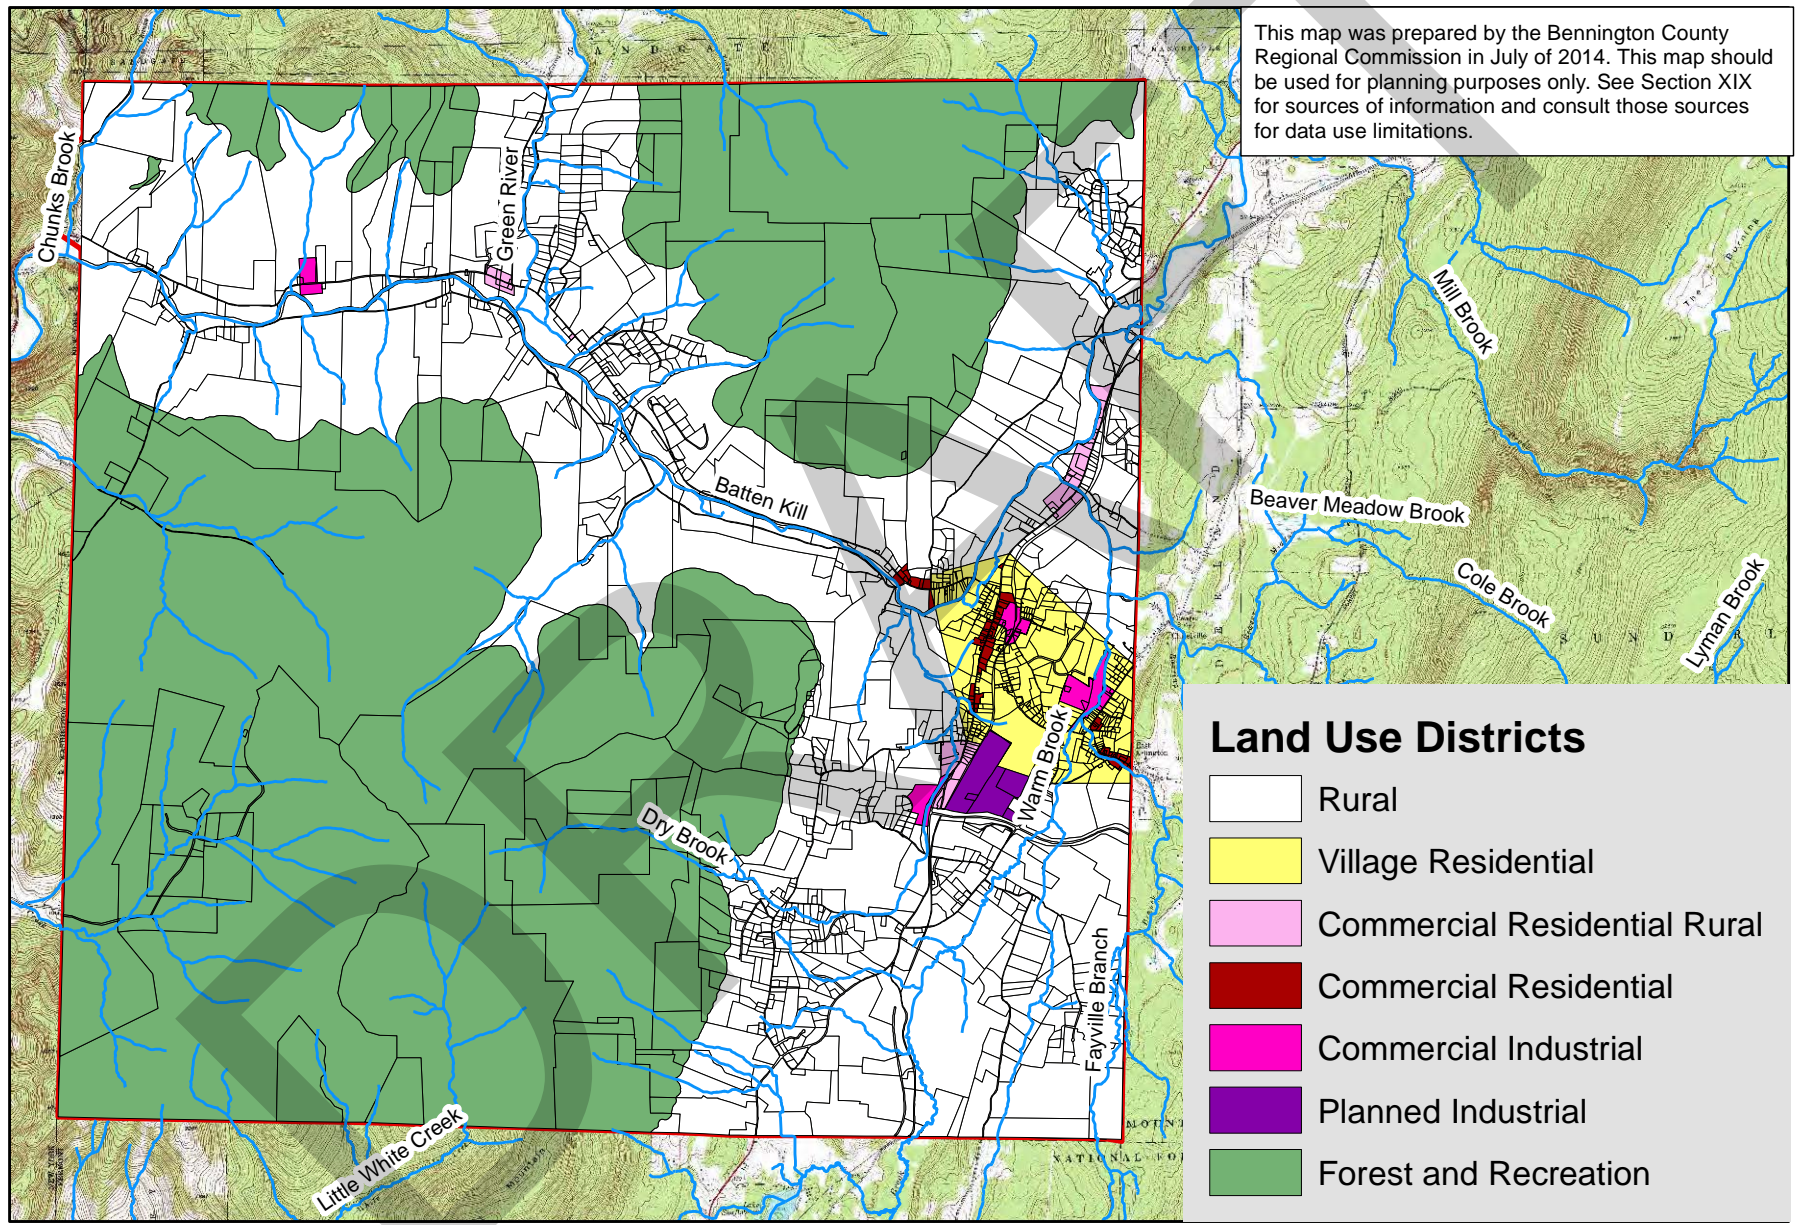 This map was prepared by the Bennington County
Regional Commission in July of 2014. This map should
be used for planning purposes only. See Section XIX
for sources of information and consult those sources
for data use limitations.
SANDGATE
Chunks Brook
Green River
Mill Brook
Batten Kill
Beaver Meadow Brook
Cole Brook
Lyman Brook
Warm Brook
Dry Brook
Fayville Branch
Little White Creek
DRAFT
Land Use Districts
Rural
Village Residential
Commercial Residential Rural
Commercial Residential
Commercial Industrial
Planned Industrial
Forest and Recreation